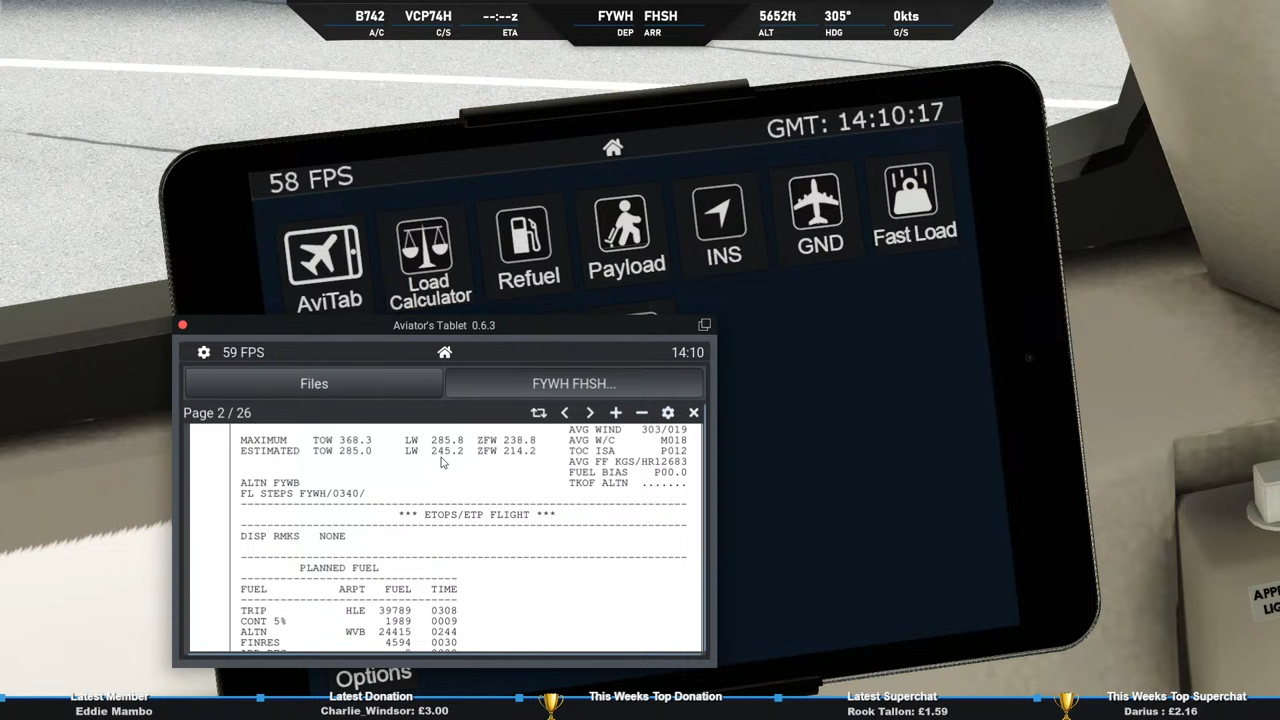 B742 VCP74H --:--z FYWH FHSH 5652ft 305° 0kts
A/C C/S ETA DEP ARR ALT HDG G/S
58 FPS GMT: 14:10:17
AviTab
Load Calculator
Refuel
Payload
INS
GND
Fast Load
Aviator's Tablet 0.6.3
59 FPS 14:10
Files FYWH FHSH...
Page 2 / 26
AVG WIND 303/019
MAXIMUM TOW 368.3 LW 285.8 ZFW 238.8 AVG W/C M018
ESTIMATED TOW 285.0 LW 245.2 ZFW 214.2 TOC ISA P012
AVG FF KGS/HR12683
FUEL BIAS P00.0
ALTN FYWB TKOF ALTN .......
FL STEPS FYWH/0340/
*** ETOPS/ETP FLIGHT ***
DISP RMKS NONE
PLANNED FUEL
FUEL ARPT FUEL TIME
TRIP HLE 39789 0308
CONT 5% 1989 0009
ALTN WVB 24415 0244
FINRES 4594 0030
Options
APP
LIG
Latest Member Latest Donation This Weeks Top Donation Latest Superchat This Weeks Top Superchat
Eddie Mambo Charlie_Windsor: £3.00 Rook Tallon: £1.59 Darius : £2.16